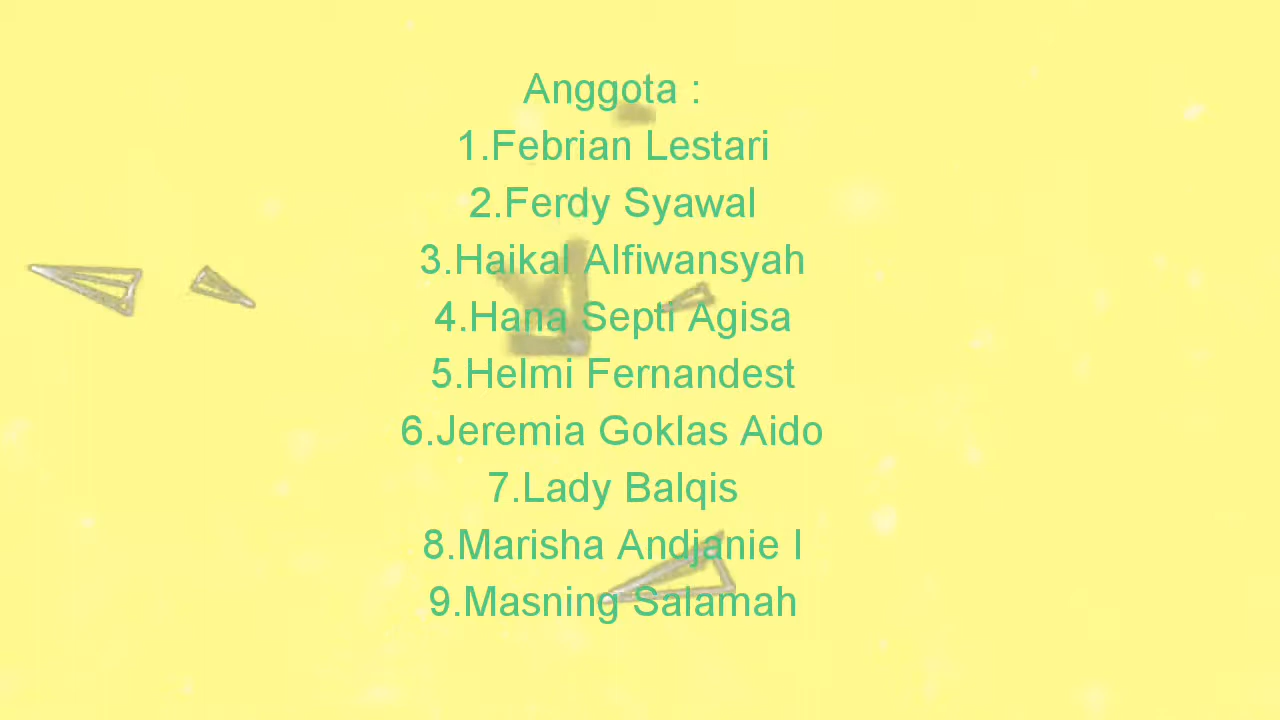 Anggota :
1.Febrian Lestari
2.Ferdy Syawal
3.Haikal Alfiwansyah
4.Hana Septi Agisa
5.Helmi Fernandest
6.Jeremia Goklas Aido
7.Lady Balqis
8.Marisha Andjanie I
9.Masning Salamah